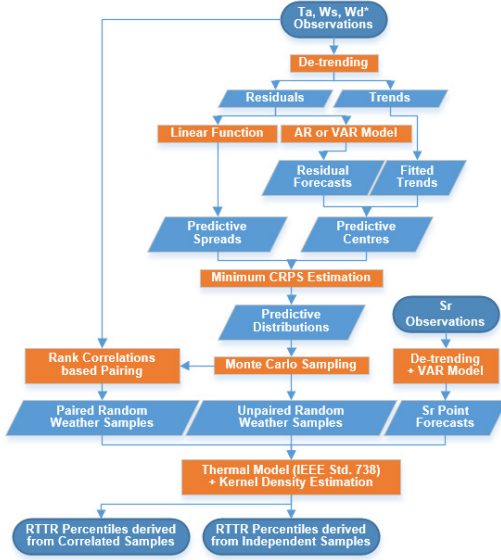 Ta, Ws, Wd*
Observations
De-trending
Residuals
Trends
Linear Function
AR or VAR Model
Residual
Forecasts
Fitted
Trends
Predictive
Spreads
Predictive
Centres
Minimum CRPS Estimation
Predictive
Distributions
Sr
Observations
Rank Correlations
based Pairing
Monte Carlo Sampling
De-trending
+ VAR Model
Paired Random
Weather Samples
Unpaired Random
Weather Samples
Sr Point
Forecasts
Thermal Model (IEEE Std. 738)
+ Kernel Density Estimation
RTTR Percentiles derived
from Correlated Samples
RTTR Percentiles derived
from Independent Samples